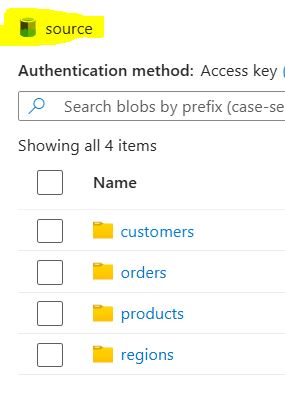 source
Authentication method: Access key
Search blobs by prefix (case-se
Showing all 4 items
Name
customers
orders
products
regions